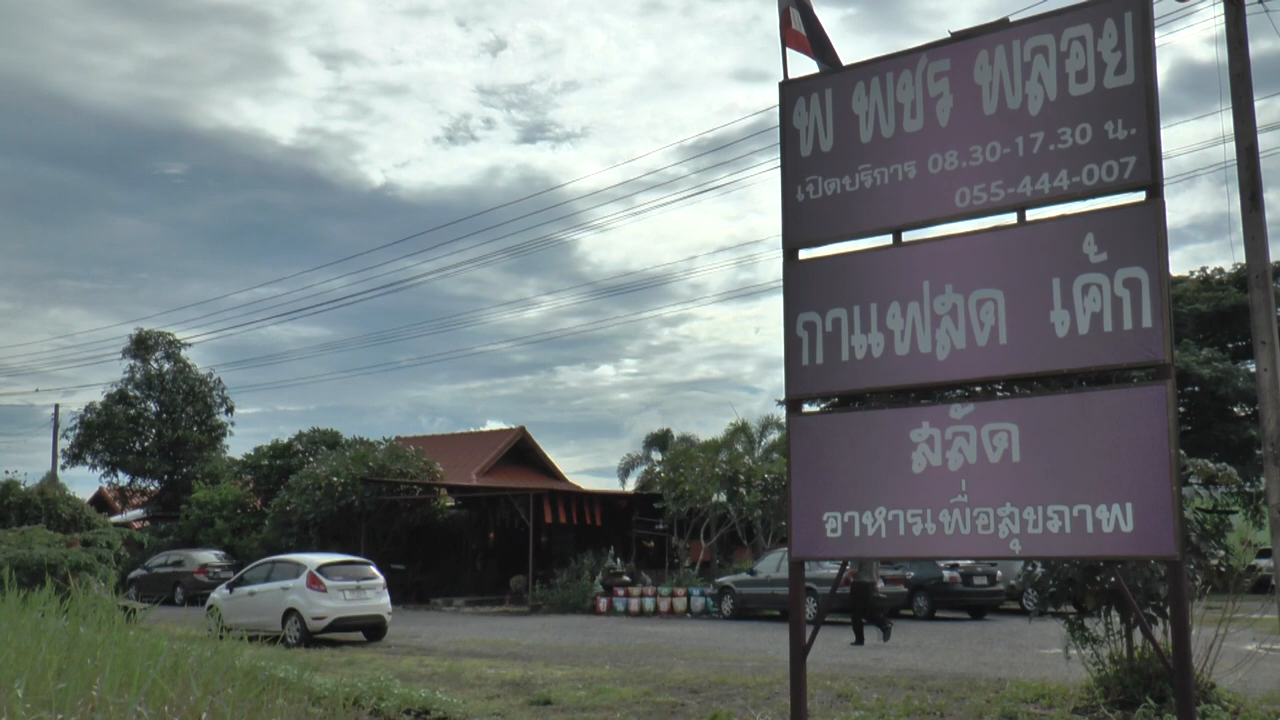 พ พชร พลอย
เปิดบริการ 08.30-17.30 น.
055-444-007
กาแฟสด เค้ก
สลัด
อาหารเพื่อสุขภาพ